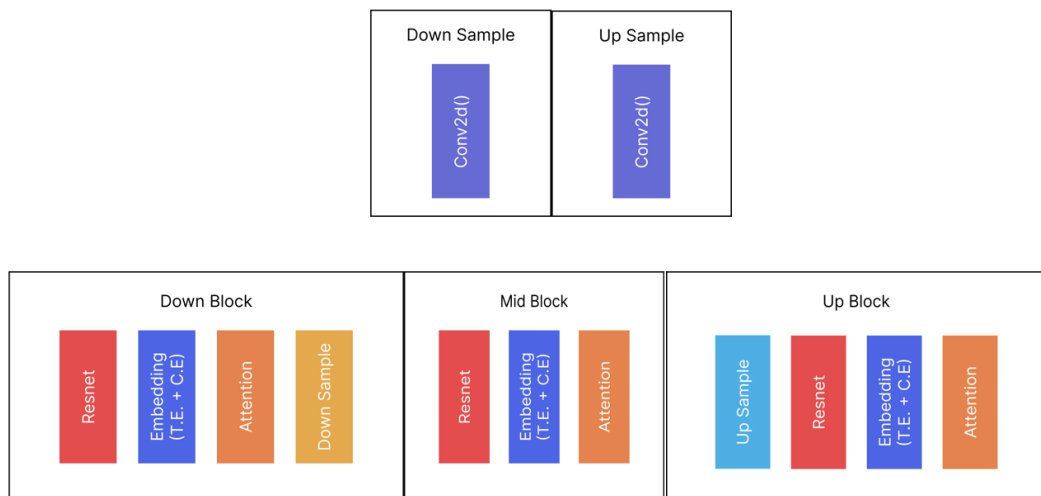 Down Sample
Conv2d()
Up Sample
Conv2d()
Down Block
Resnet
Embedding
(T.E. + C.E)
Attention
Down Sample
Mid Block
Resnet
Embedding
(T.E. + C.E)
Attention
Up Block
Up Sample
Resnet
Embedding
(T.E. + C.E)
Attention